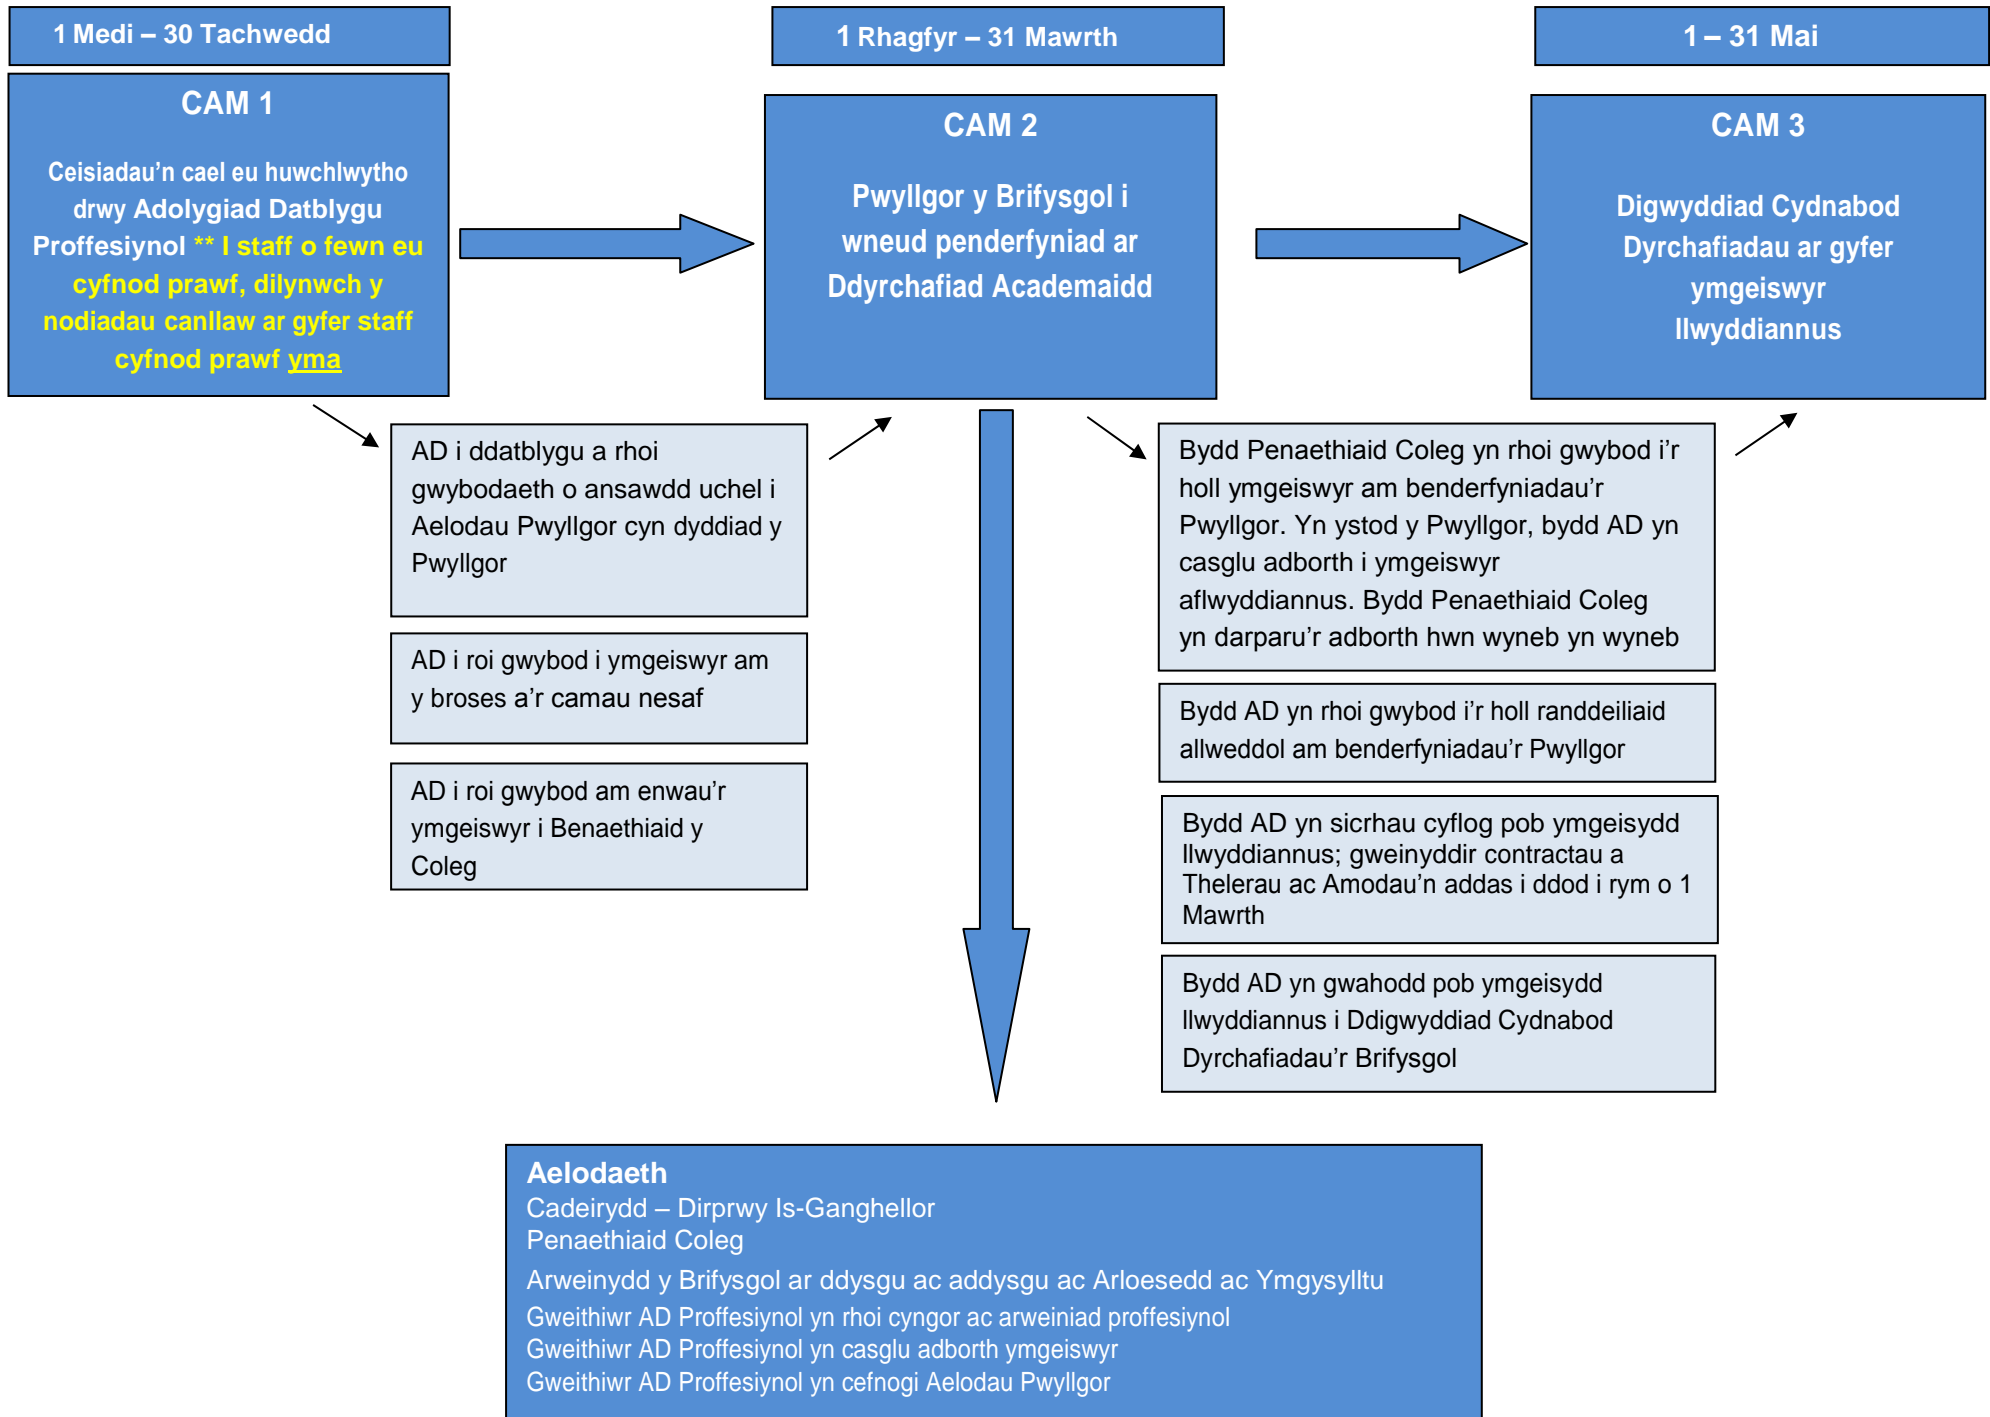 1 Medi – 30 Tachwedd
1 Rhagfyr – 31 Mawrth
1 – 31 Mai
CAM 1
Ceisiadau’n cael eu huwchlwytho
drwy Adolygiad Datblygu
Proffesiynol ** I staff o fewn eu
cyfnod prawf, dilynwch y
nodiadau canllaw ar gyfer staff
cyfnod prawf yma
CAM 2
Pwyllgor y Brifysgol i
wneud penderfyniad ar
Ddyrchafiad Academaidd
CAM 3
Digwyddiad Cydnabod
Dyrchafiadau ar gyfer
ymgeiswyr
llwyddiannus
AD i ddatblygu a rhoi
gwybodaeth o ansawdd uchel i
Aelodau Pwyllgor cyn dyddiad y
Pwyllgor
AD i roi gwybod i ymgeiswyr am
y broses a’r camau nesaf
AD i roi gwybod am enwau’r
ymgeiswyr i Benaethiaid y
Coleg
Bydd Penaethiaid Coleg yn rhoi gwybod i’r
holl ymgeiswyr am benderfyniadau’r
Pwyllgor. Yn ystod y Pwyllgor, bydd AD yn
casglu adborth i ymgeiswyr
aflwyddiannus. Bydd Penaethiaid Coleg
yn darparu’r adborth hwn wyneb yn wyneb
Bydd AD yn rhoi gwybod i’r holl randdeiliaid
allweddol am benderfyniadau’r Pwyllgor
Bydd AD yn sicrhau cyflog pob ymgeisydd
llwyddiannus; gweinyddir contractau a
Thelerau ac Amodau’n addas i ddod i rym o 1
Mawrth
Bydd AD yn gwahodd pob ymgeisydd
llwyddiannus i Ddigwyddiad Cydnabod
Dyrchafiadau’r Brifysgol
Aelodaeth
Cadeirydd – Dirprwy Is-Ganghellor
Penaethiaid Coleg
Arweinydd y Brifysgol ar ddysgu ac addysgu ac Arloesedd ac Ymgysylltu
Gweithiwr AD Proffesiynol yn rhoi cyngor ac arweiniad proffesiynol
Gweithiwr AD Proffesiynol yn casglu adborth ymgeiswyr
Gweithiwr AD Proffesiynol yn cefnogi Aelodau Pwyllgor